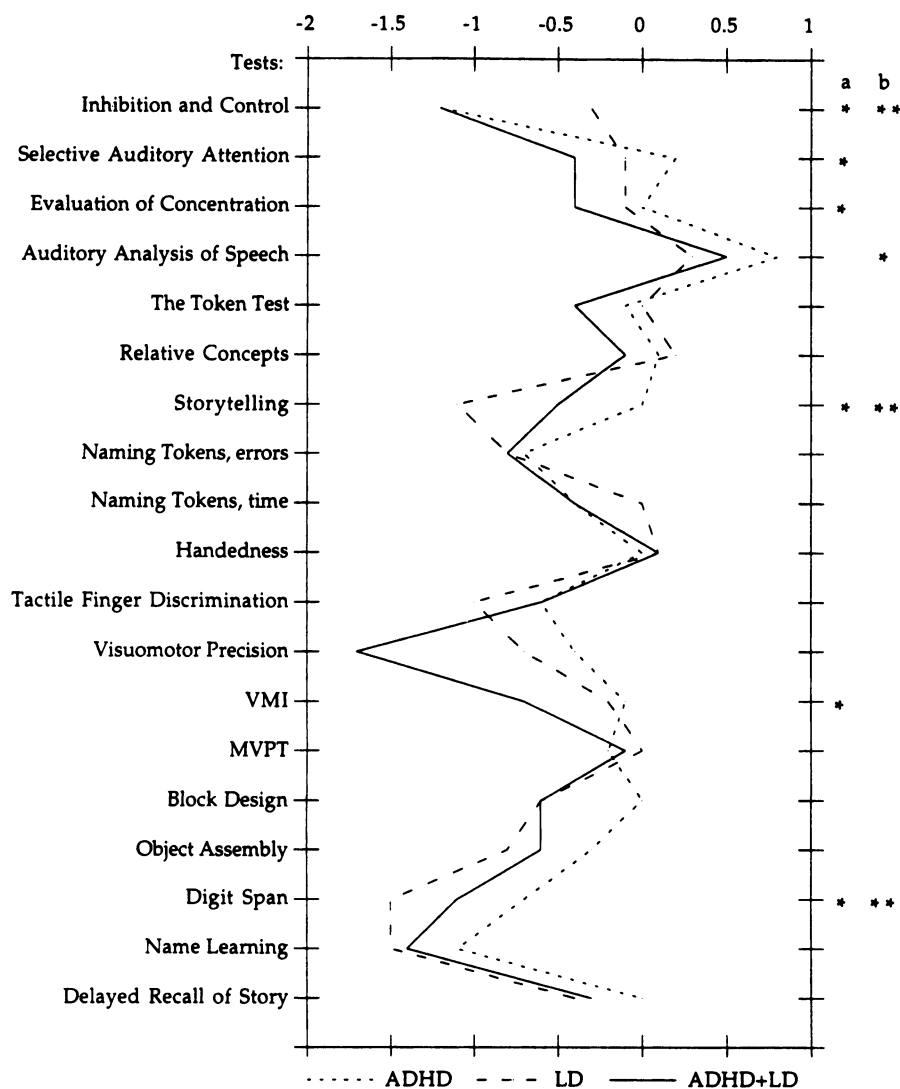 -2 -1.5 -1 -0.5 0 0.5 1
Tests:
a b
Inhibition and Control * **
Selective Auditory Attention *
Evaluation of Concentration *
Auditory Analysis of Speech *
The Token Test
Relative Concepts
Storytelling * **
Naming Tokens, errors
Naming Tokens, time
Handedness
Tactile Finger Discrimination
Visuomotor Precision
VMI *
MVPT
Block Design
Object Assembly
Digit Span * **
Name Learning
Delayed Recall of Story
ADHD LD ADHD+LD